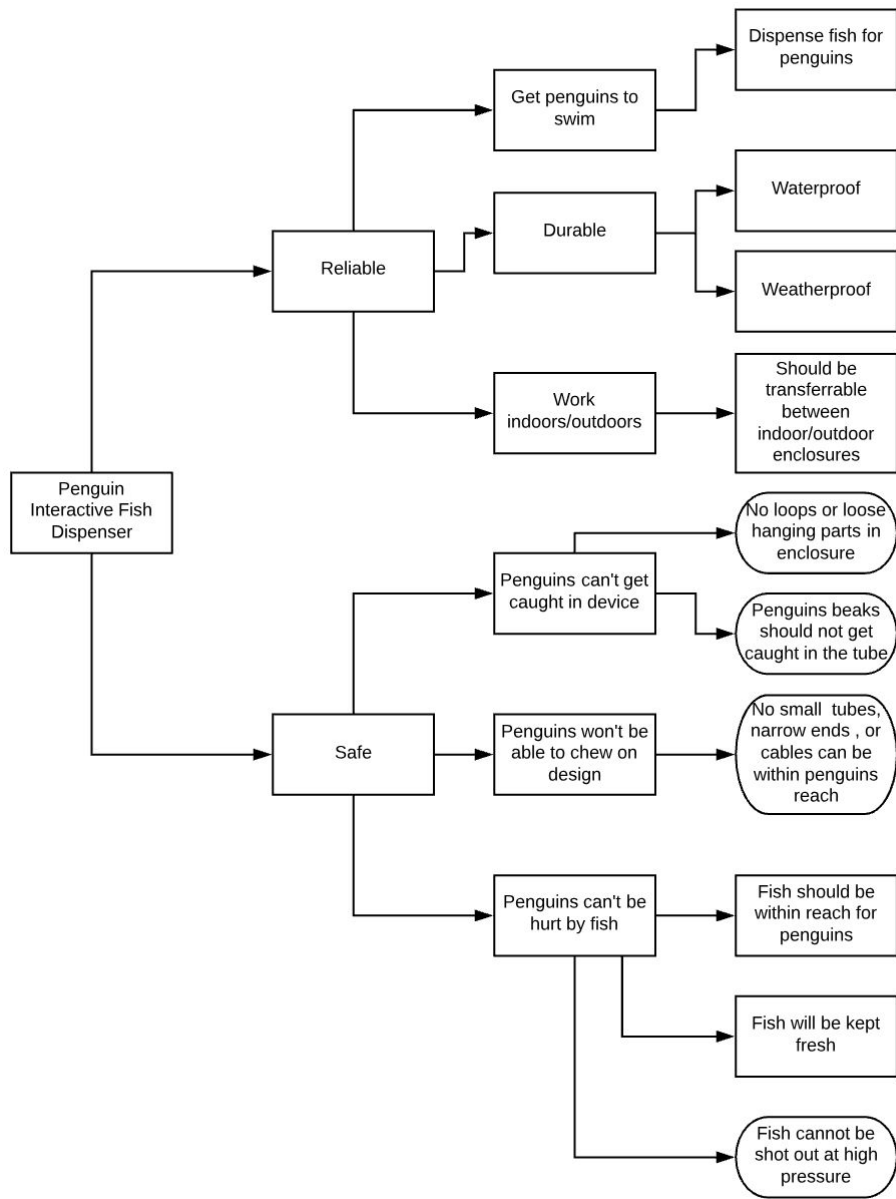 Dispense fish for
penguins
Get penguins to
swim
Waterproof
Durable
Reliable
Weatherproof
Should be
transferrable
between
indoor/outdoor
enclosures
Work
indoors/outdoors
Penguin
Interactive Fish
Dispenser
No loops or loose
hanging parts in
enclosure
Penguins can't get
caught in device
Penguins beaks
should not get
caught in the tube
No small tubes,
narrow ends , or
cables can be
within penguins
reach
Penguins won't be
able to chew on
design
Safe
Penguins can't be
hurt by fish
Fish should be
within reach for
penguins
Fish will be kept
fresh
Fish cannot be
shot out at high
pressure